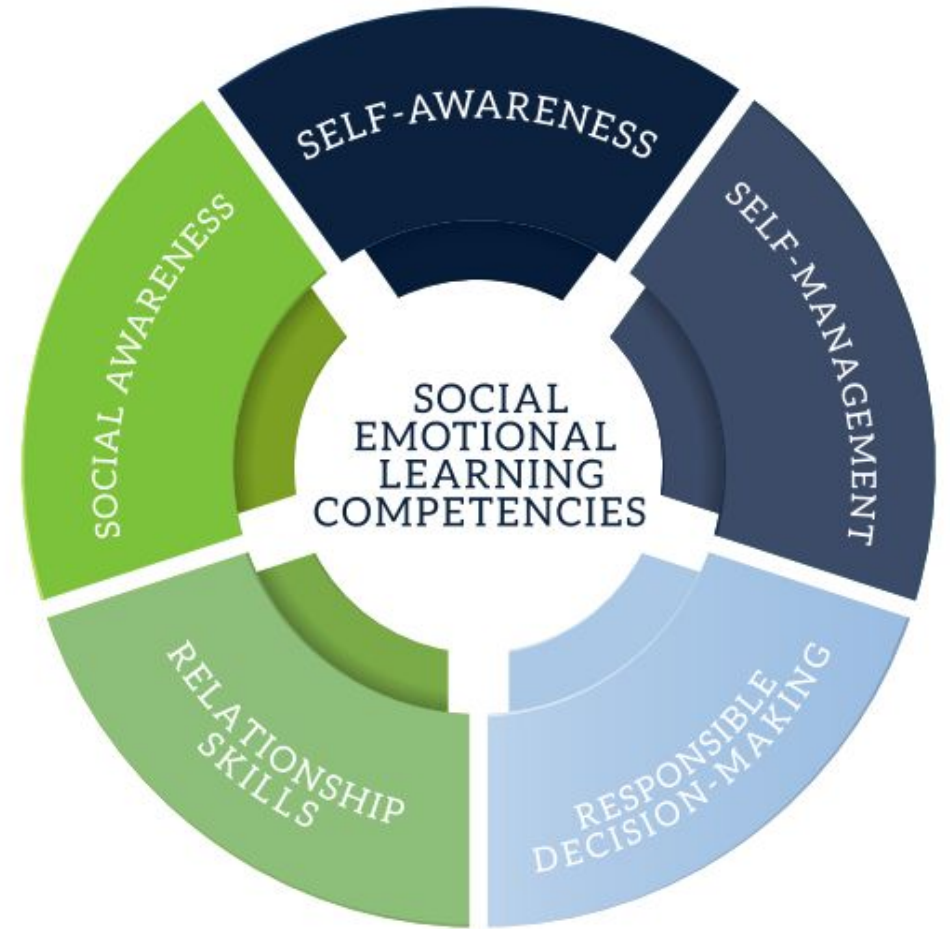 SELF-AWARENESS
SELF-MANAGEMENT
RESPONSIBLE
DECISION-MAKING
RELATIONSHIP
SKILLS
SOCIAL AWARENESS
SOCIAL
EMOTIONAL
LEARNING
COMPETENCIES